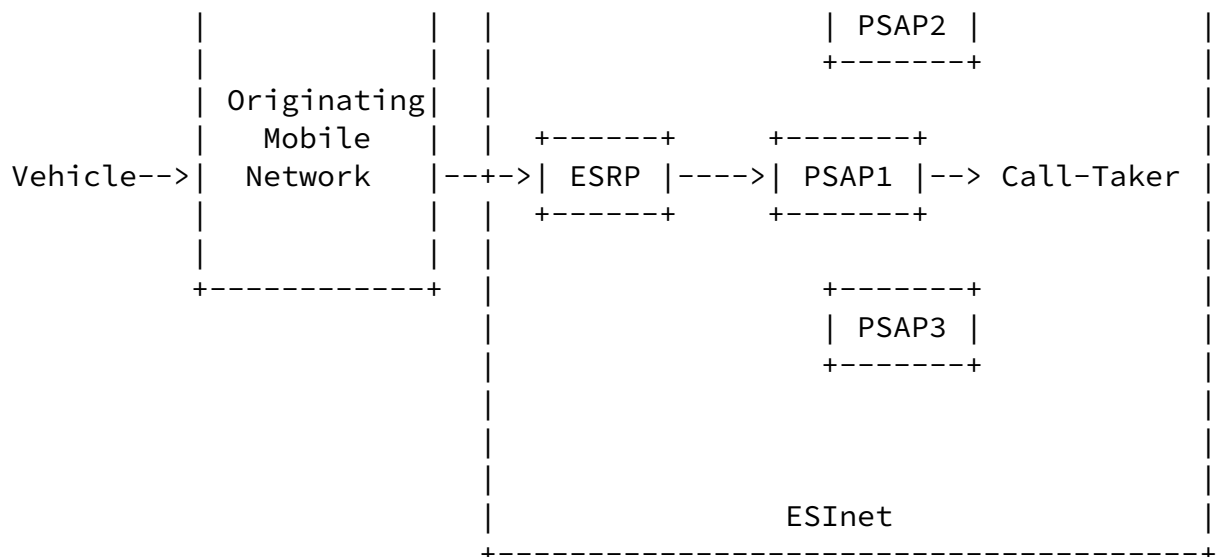 | PSAP2 |
Originating
Mobile
Vehicle-->| Network |--+->| ESRP |---->| PSAP1 |--> Call-Taker
| PSAP3 |
ESInet